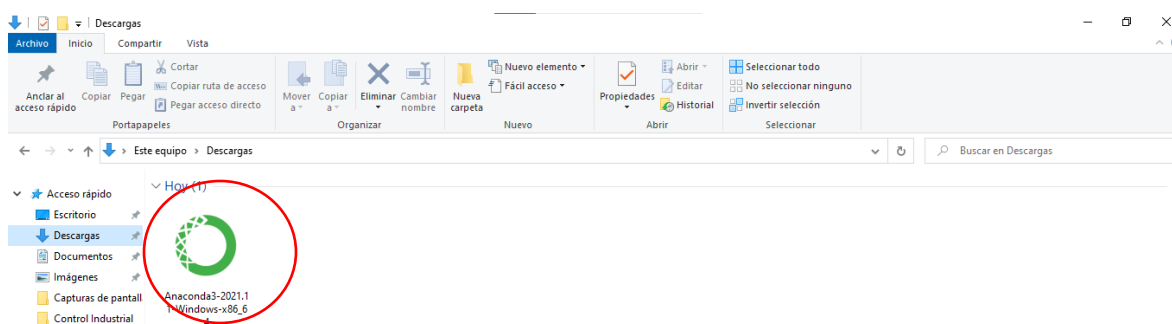 Descargas
Archivo Inicio Compartir Vista
Anclar al acceso rápido
Copiar
Pegar
Cortar
Copiar ruta de acceso
Pegar acceso directo
Portapapeles
Mover a
Copiar a
Eliminar
Cambiar nombre
Organizar
Nueva carpeta
Nuevo elemento
Fácil acceso
Nuevo
Propiedades
Abrir
Editar
Historial
Abrir
Seleccionar todo
No seleccionar ninguno
Invertir selección
Seleccionar
Este equipo > Descargas
Buscar en Descargas
Acceso rápido
Escritorio
Descargas
Documentos
Imágenes
Capturas de pantall
Control Industrial
Hoy (1)
Anaconda3-2021.1
1-Windows-x86_6